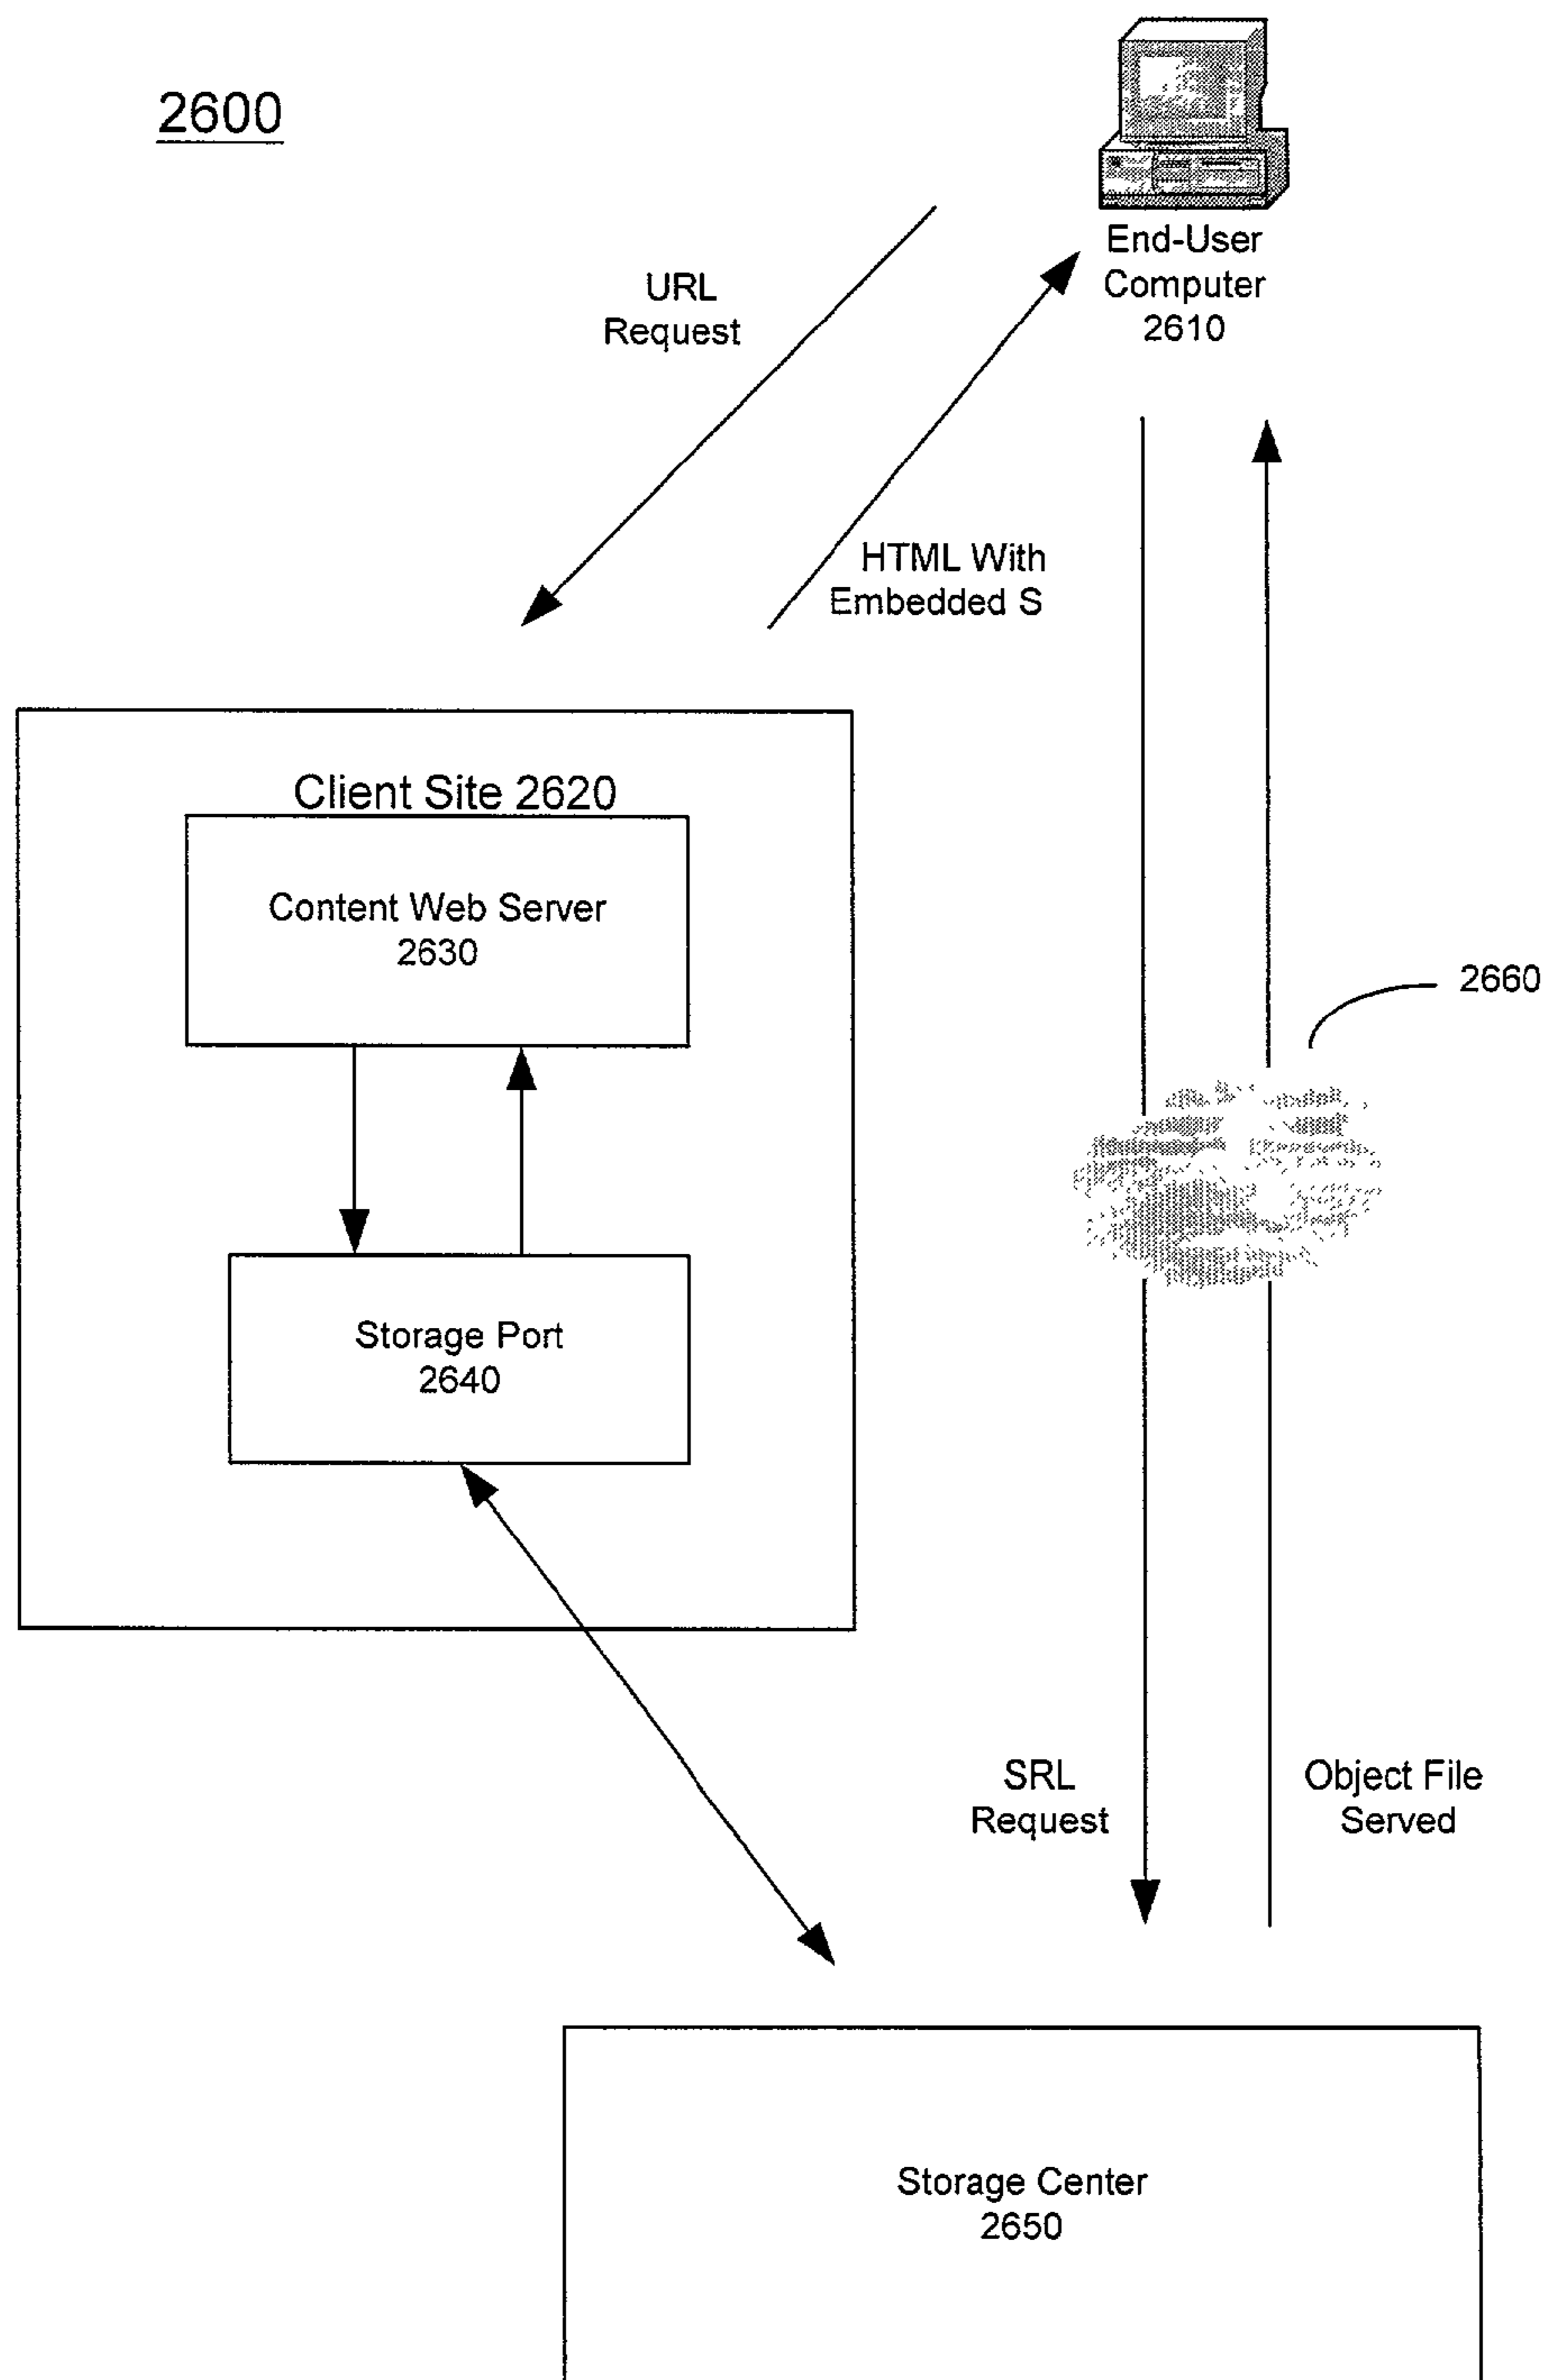 2600
End-User
Computer
2610
URL
Request
HTML With
Embedded S
Client Site 2620
Content Web Server
2630
2660
Storage Port
2640
SRL
Request
Object File
Served
Storage Center
2650